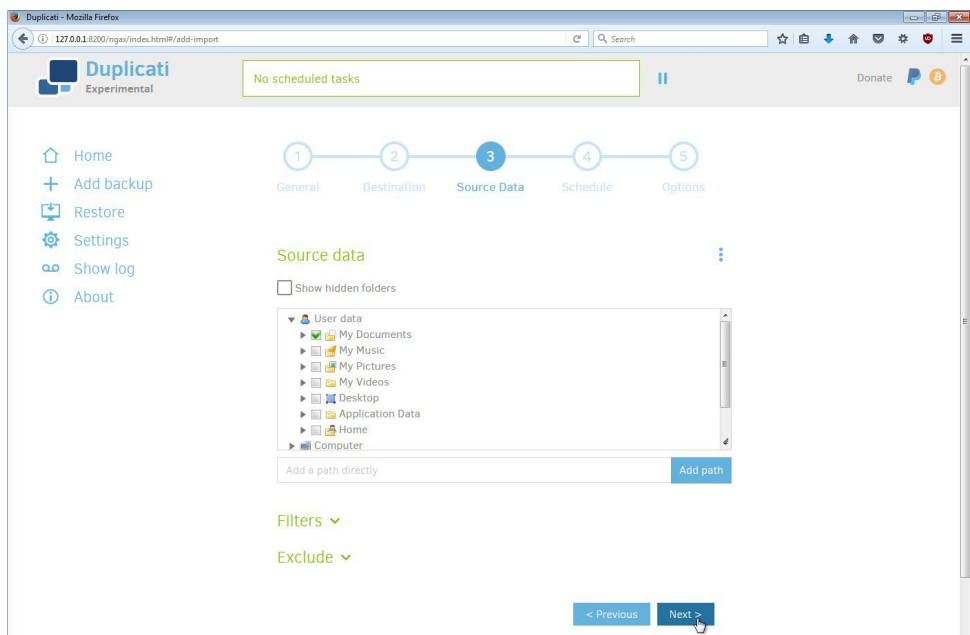 Duplicati - Mozilla Firefox
127.0.0.1:8200/ngax/index.html#/add-import
Search
Duplicati
Experimental
No scheduled tasks
Donate
Home
Add backup
Restore
Settings
Show log
About
1 2 3 4 5
General Destination Source Data Schedule Options
Source data
Show hidden folders
User data
My Documents
My Music
My Pictures
My Videos
Desktop
Application Data
Home
Computer
Add a path directly Add path
Filters
Exclude
< Previous Next >